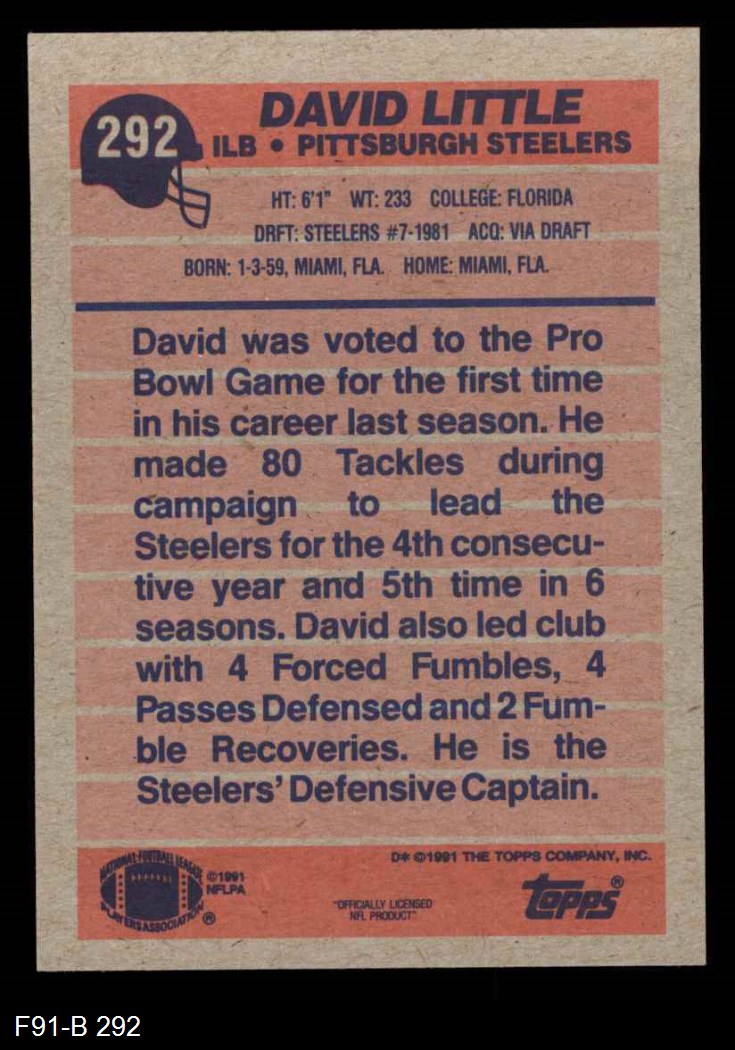 292
DAVID LITTLE
ILB • PITTSBURGH STEELERS
HT: 6'1" WT: 233 COLLEGE: FLORIDA
DRFT: STEELERS #7-1981 ACQ: VIA DRAFT
BORN: 1-3-59, MIAMI, FLA. HOME: MIAMI, FLA.
David was voted to the Pro
Bowl Game for the first time
in his career last season. He
made 80 Tackles during
campaign to lead the
Steelers for the 4th consecu-
tive year and 5th time in 6
seasons. David also led club
with 4 Forced Fumbles, 4
Passes Defensed and 2 Fum-
ble Recoveries. He is the
Steelers' Defensive Captain.
NATIONAL FOOTBALL LEAGUE
PLAYERS ASSOCIATION
®
©1991
NFLPA
"OFFICIALLY LICENSED
NFL PRODUCT"
D* ©1991 THE TOPPS COMPANY, INC.
topps®
F91-B 292